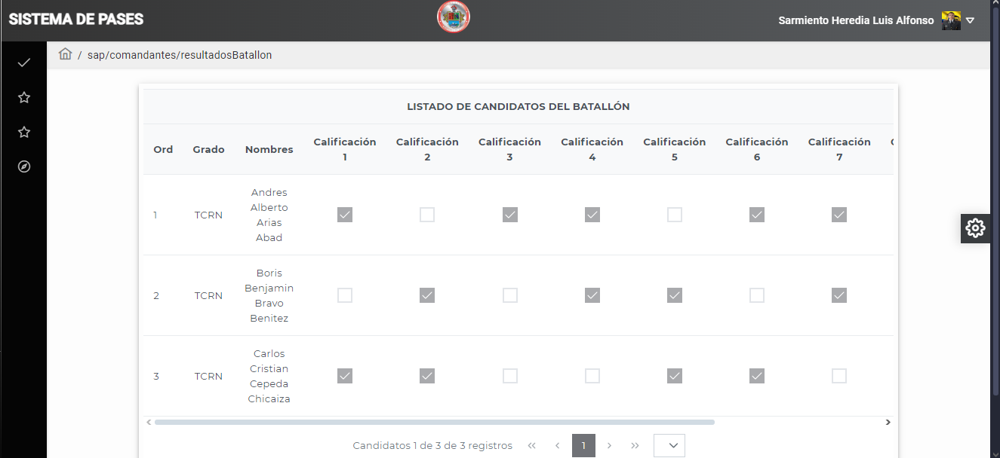 SISTEMA DE PASES
Sarmiento Heredia Luis Alfonso
/ sap/comandantes/resultadosBatallon
LISTADO DE CANDIDATOS DEL BATALLÓN
Ord Grado Nombres Calificación 1 Calificación 2 Calificación 3 Calificación 4 Calificación 5 Calificación 6 Calificación 7
1 TCRN Andres
Alberto
Arias
Abad
2 TCRN Boris
Benjamin
Bravo
Benitez
3 TCRN Carlos
Cristian
Cepeda
Chicaiza
Candidatos 1 de 3 de 3 registros 1